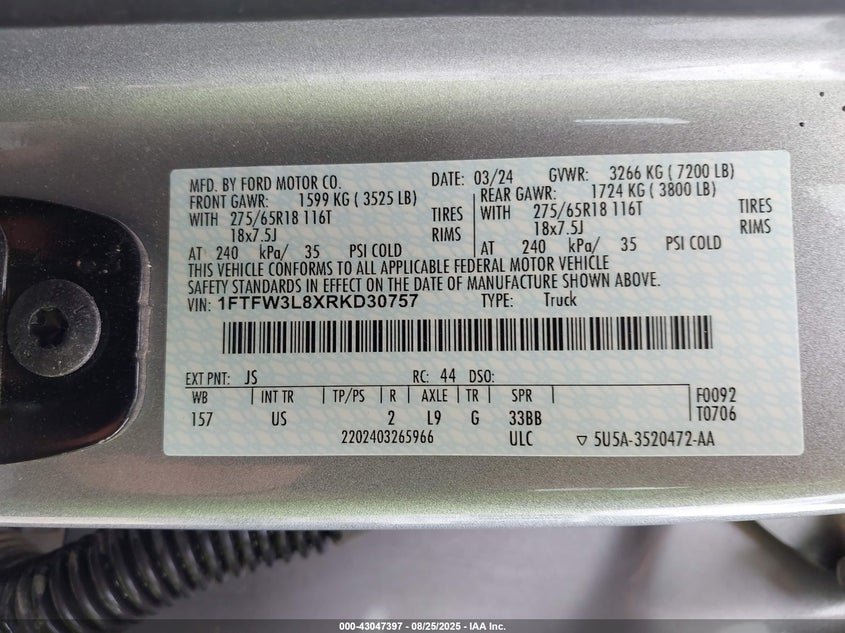 MFD. BY FORD MOTOR CO. DATE: 03/24 GVWR: 3266 KG ( 7200 LB)
FRONT GAWR: 1599 KG ( 3525 LB) REAR GAWR: 1724 KG ( 3800 LB)
WITH 275/65R18 116T TIRES WITH 275/65R18 116T TIRES
18x7.5J RIMS 18x7.5J RIMS
AT 240 kPa/ 35 PSI COLD AT 240 kPa/ 35 PSI COLD
THIS VEHICLE CONFORMS TO ALL APPLICABLE FEDERAL MOTOR VEHICLE
SAFETY STANDARDS IN EFFECT ON THE DATE OF MANUFACTURE SHOWN ABOVE.
VIN: 1FTFW3L8XRKD30757 TYPE: Truck
EXT PNT: JS RC: 44 DSO:
WB INT TR TP/PS R AXLE TR SPR F0092
157 US 2 L9 G 33BB T0706
2202403265966 ULC ▽ 5U5A-3520472-AA
000-43047397 - 08/25/2025 - IAA Inc.